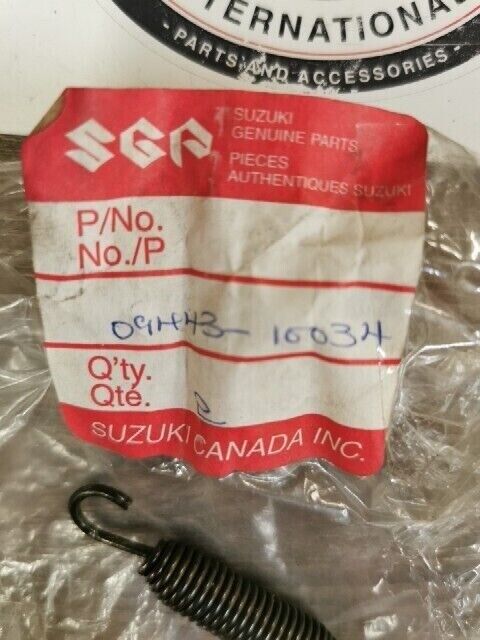 INTERNATIONAL
- PARTS AND ACCESSORIES -
SGP
SUZUKI
GENUINE PARTS
PIECES
AUTHENTIQUES SUZUKI
P/No.
No./P
09443-10034
Q'ty.
Qté. 2
SUZUKI CANADA INC.